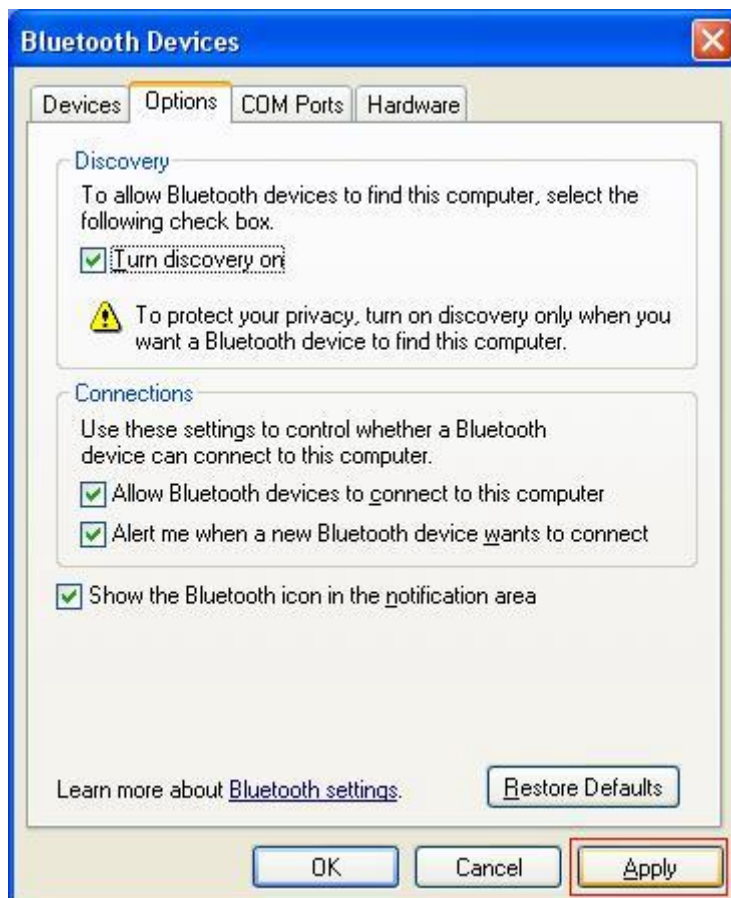 Bluetooth Devices
Devices Options COM Ports Hardware
Discovery
To allow Bluetooth devices to find this computer, select the
following check box.
Turn discovery on
To protect your privacy, turn on discovery only when you
want a Bluetooth device to find this computer.
Connections
Use these settings to control whether a Bluetooth
device can connect to this computer.
Allow Bluetooth devices to connect to this computer
Alert me when a new Bluetooth device wants to connect
Show the Bluetooth icon in the notification area
Learn more about Bluetooth settings.
Restore Defaults
OK Cancel Apply